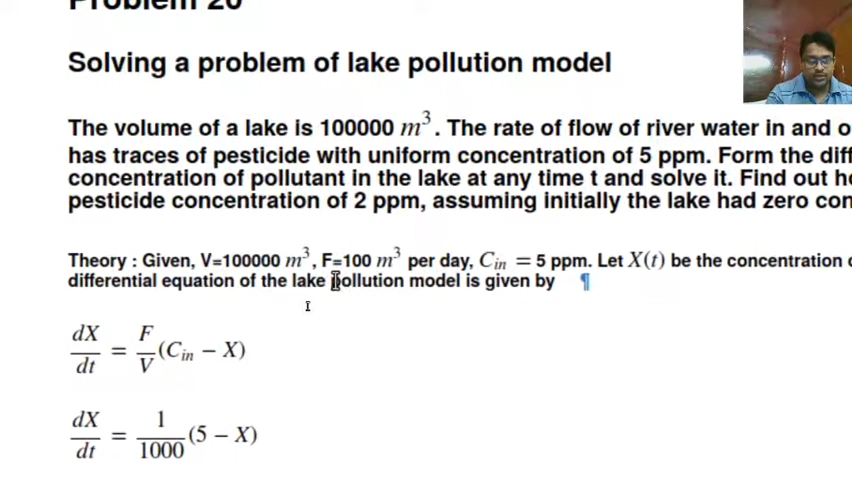 Problem 20
Solving a problem of lake pollution model
The volume of a lake is 100000 m³. The rate of flow of river water in and o
has traces of pesticide with uniform concentration of 5 ppm. Form the diff
concentration of pollutant in the lake at any time t and solve it. Find out h
pesticide concentration of 2 ppm, assuming initially the lake had zero con
Theory : Given, V=100000 m³, F=100 m³ per day, C_in = 5 ppm. Let X(t) be the concentration
differential equation of the lake pollution model is given by ¶
dX/dt = F/V (C_in − X)
dX/dt = 1/1000 (5 − X)